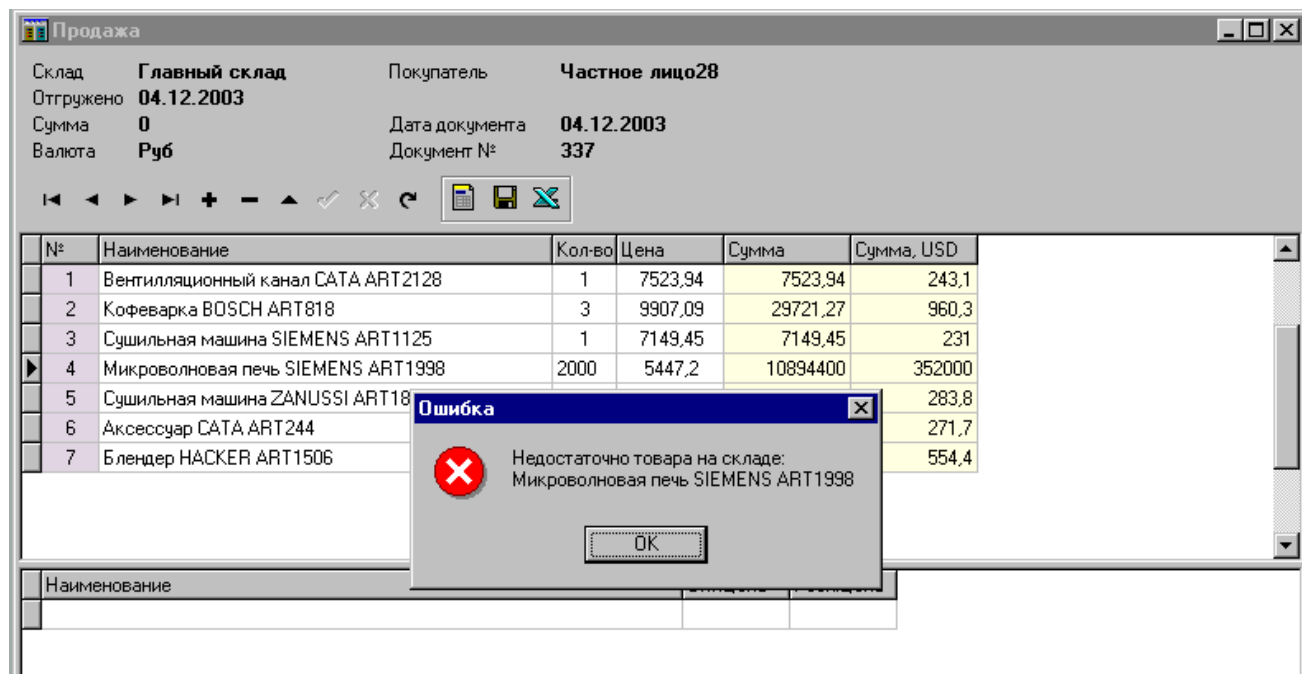 Продажа
Склад Главный склад Покупатель Частное лицо28
Отгружено 04.12.2003
Сумма 0 Дата документа 04.12.2003
Валюта Руб Документ № 337
№ Наименование Кол-во Цена Сумма Сумма, USD
1 Вентилляционный канал CATA ART2128 1 7523,94 7523,94 243,1
2 Кофеварка BOSCH ART818 3 9907,09 29721,27 960,3
3 Сушильная машина SIEMENS ART1125 1 7149,45 7149,45 231
4 Микроволновая печь SIEMENS ART1998 2000 5447,2 10894400 352000
5 Сушильная машина ZANUSSI ART18 283,8
6 Аксессуар CATA ART244 271,7
7 Блендер HACKER ART1506 554,4
Ошибка
Недостаточно товара на складе:
Микроволновая печь SIEMENS ART1998
OK
Наименование